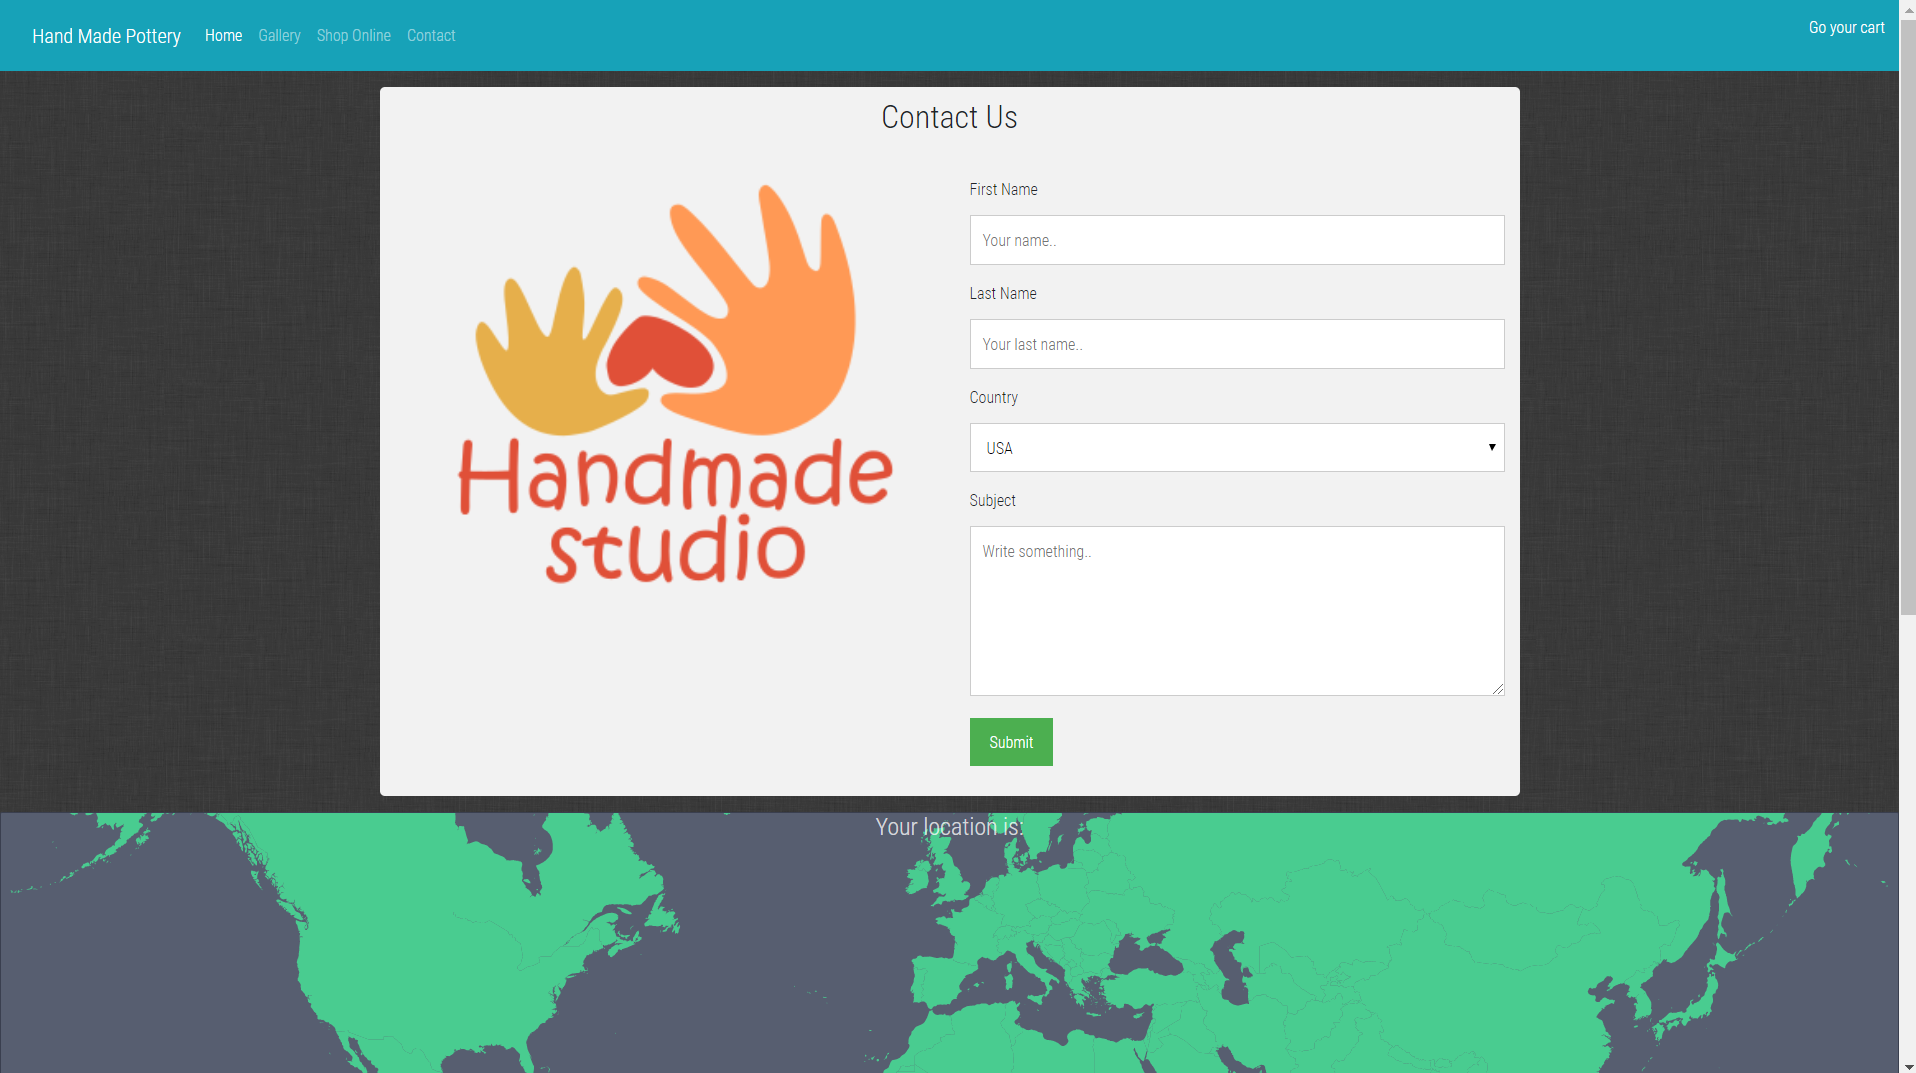 Hand Made Pottery
Home
Gallery
Shop Online
Contact
Go your cart
Contact Us
Handmade
studio
First Name
Your name..
Last Name
Your last name..
Country
USA
Subject
Write something..
Submit
Your location is: